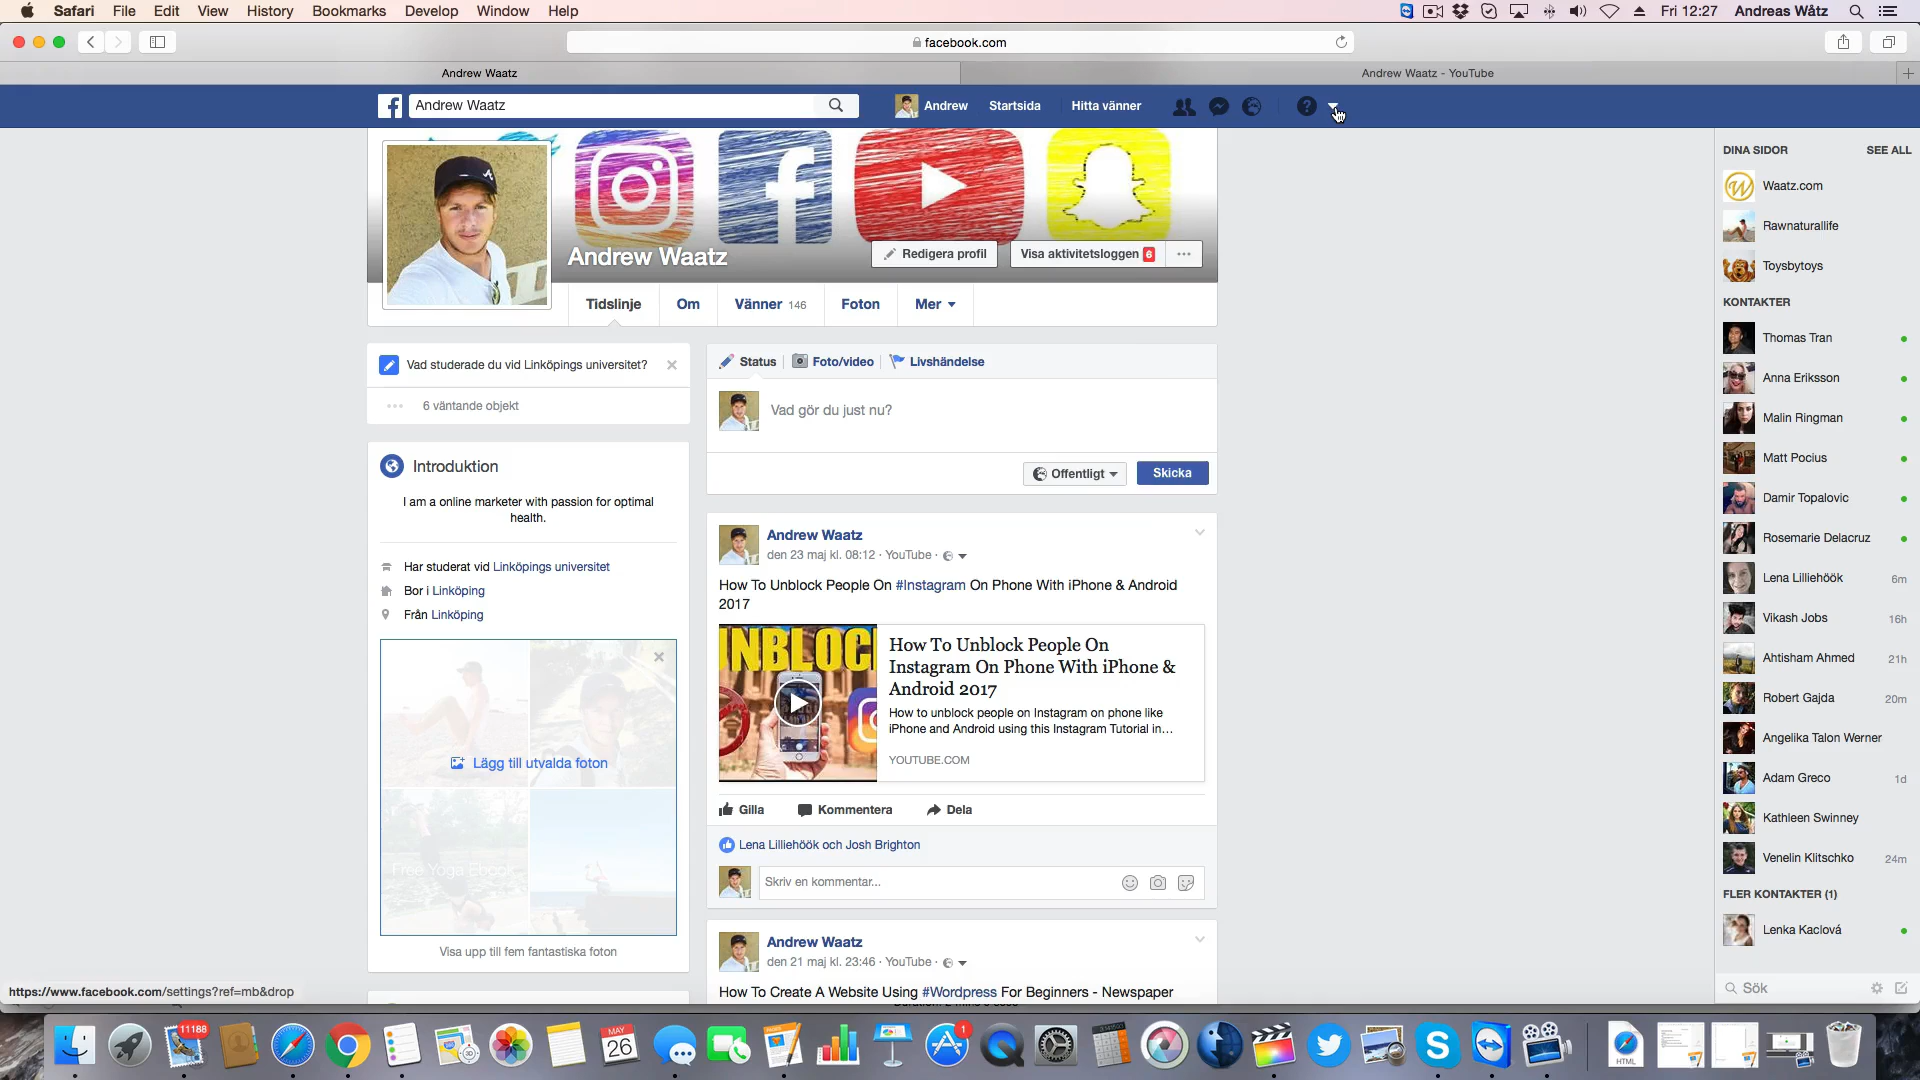 Safari File Edit View History Bookmarks Develop Window Help
Fri 12:27 Andreas Wåtz
facebook.com
Andrew Waatz
Andrew Waatz - YouTube
Andrew Waatz
Andrew Startsida Hitta vänner
Andrew Waatz
Redigera profil
Visa aktivitetsloggen 6
Tidslinje Om Vänner 146 Foton Mer
Vad studerade du vid Linköpings universitet?
6 väntande objekt
Introduktion
I am a online marketer with passion for optimal
health.
Har studerat vid Linköpings universitet
Bor i Linköping
Från Linköping
Lägg till utvalda foton
Free Yoga Ebook
Visa upp till fem fantastiska foton
Status Foto/video Livshändelse
Vad gör du just nu?
Offentligt Skicka
Andrew Waatz
den 23 maj kl. 08:12 · YouTube ·
How To Unblock People On #Instagram On Phone With iPhone & Android
2017
UNBLOC
How To Unblock People On
Instagram On Phone With iPhone &
Android 2017
How to unblock people on Instagram on phone like
iPhone and Android using this Instagram Tutorial in...
YOUTUBE.COM
Gilla Kommentera Dela
Lena Lilliehöök och Josh Brighton
Skriv en kommentar...
Andrew Waatz
den 21 maj kl. 23:46 · YouTube ·
How To Create A Website Using #Wordpress For Beginners - Newspaper
DINA SIDOR SEE ALL
Waatz.com
Rawnaturallife
Toysbytoys
KONTAKTER
Thomas Tran
Anna Eriksson
Malin Ringman
Matt Pocius
Damir Topalovic
Rosemarie Delacruz
Lena Lilliehöök 6m
Vikash Jobs 16h
Ahtisham Ahmed 21h
Robert Gajda 20m
Angelika Talon Werner
Adam Greco 1d
Kathleen Swinney
Venelin Klitschko 24m
FLER KONTAKTER (1)
Lenka Kaclová
Sök
https://www.facebook.com/settings?ref=mb&drop
11188
MAY
26
1
HTML